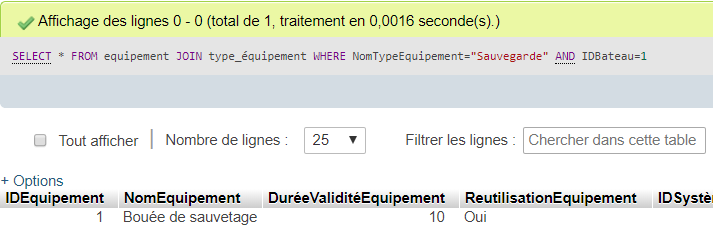 Affichage des lignes 0 - 0 (total de 1, traitement en 0,0016 seconde(s).)
SELECT * FROM equipement JOIN type_équipement WHERE NomTypeEquipement="Sauvegarde" AND IDBateau=1
Tout afficher | Nombre de lignes : 25 Filtrer les lignes : Chercher dans cette table
+ Options
IDEquipement NomEquipement DuréeValiditéEquipement ReutilisationEquipement IDSystè
1 Bouée de sauvetage 10 Oui